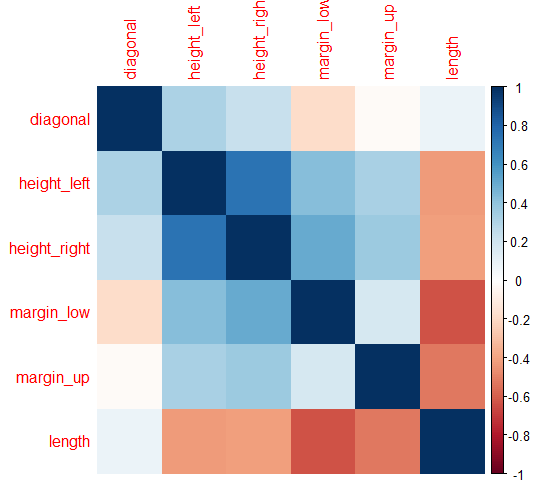 diagonal
height_left
height_righ
margin_low
margin_up
length
diagonal
height_left
height_right
margin_low
margin_up
length
1
0.8
0.6
0.4
0.2
0
-0.2
-0.4
-0.6
-0.8
-1